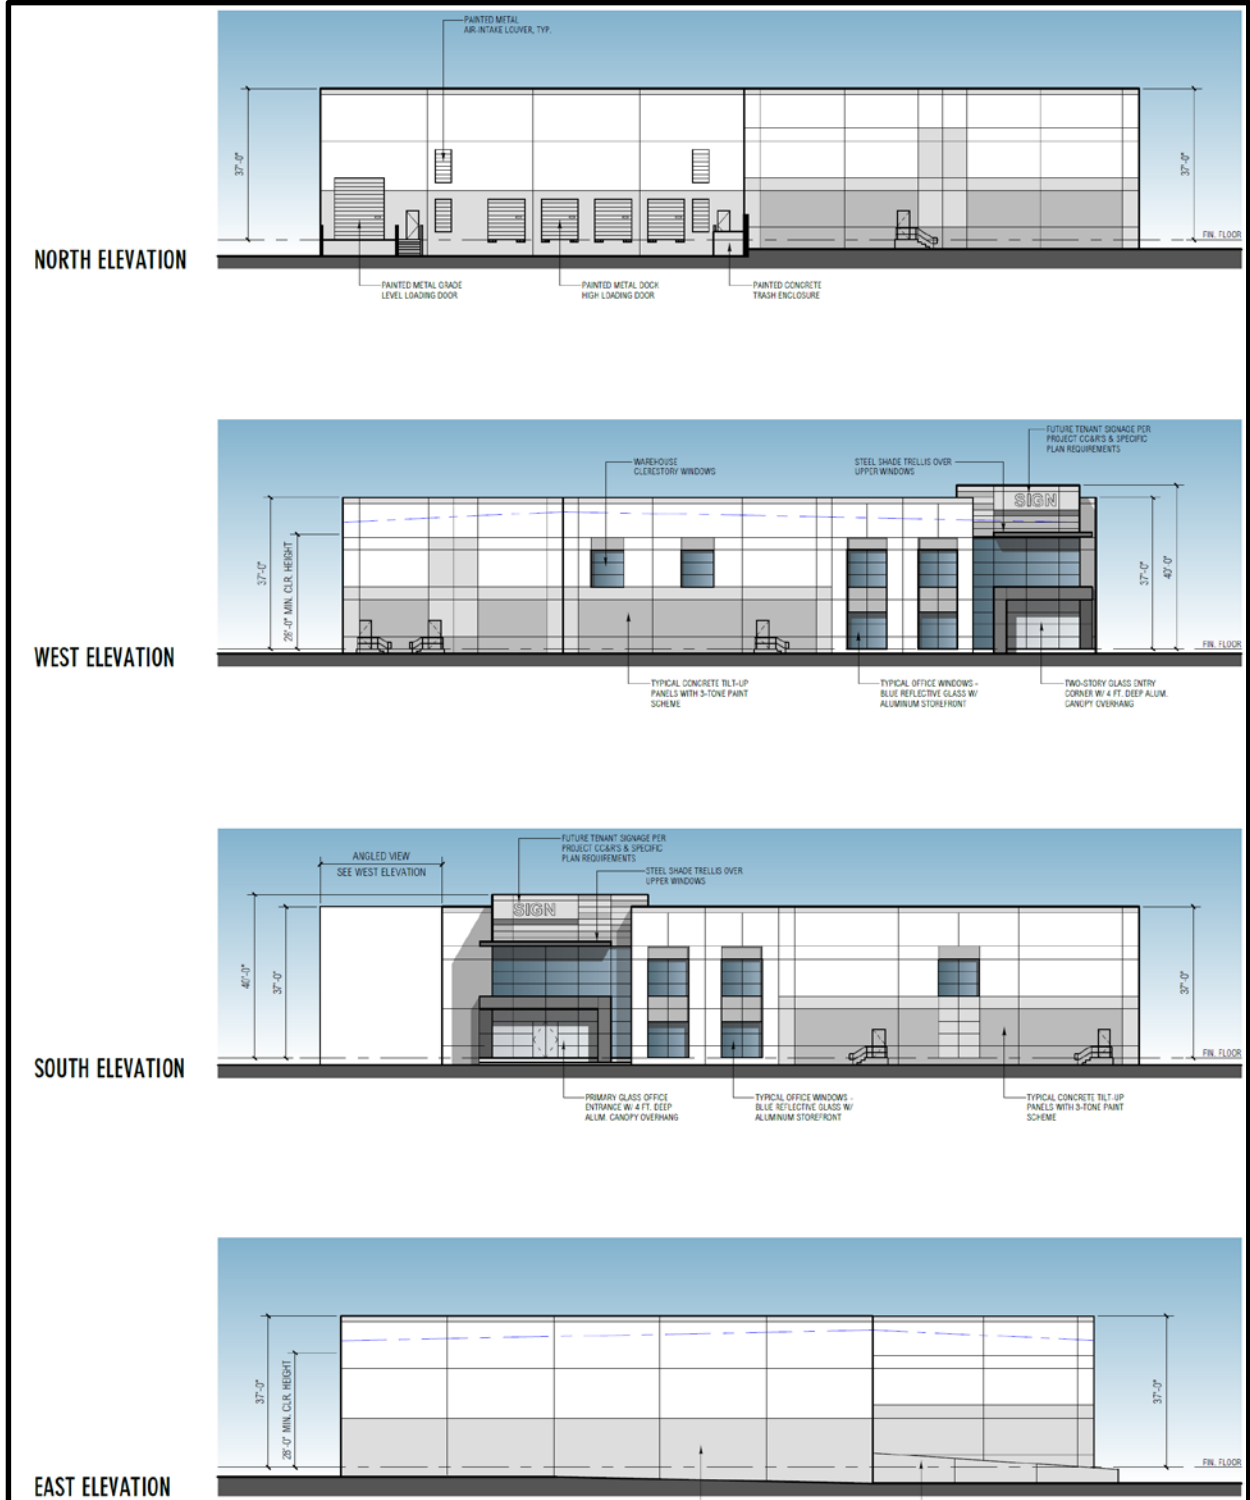 PAINTED METAL
AIR-INTAKE LOUVER, TYP.
37'-0"
37'-0"
FIN. FLOOR
NORTH ELEVATION
PAINTED METAL GRADE
LEVEL LOADING DOOR
PAINTED METAL DOCK
HIGH LOADING DOOR
PAINTED CONCRETE
TRASH ENCLOSURE
FUTURE TENANT SIGNAGE PER
PROJECT CC&R'S & SPECIFIC
PLAN REQUIREMENTS
WAREHOUSE
CLERESTORY WINDOWS
STEEL SHADE TRELLIS OVER
UPPER WINDOWS
SIGN
37'-0"
28'-0" MIN. CLR. HEIGHT
37'-0"
40'-0"
FIN. FLOOR
WEST ELEVATION
TYPICAL CONCRETE TILT-UP
PANELS WITH 3-TONE PAINT
SCHEME
TYPICAL OFFICE WINDOWS -
BLUE REFLECTIVE GLASS W/
ALUMINUM STOREFRONT
TWO-STORY GLASS ENTRY
CORNER W/ 4 FT. DEEP ALUM.
CANOPY OVERHANG
FUTURE TENANT SIGNAGE PER
PROJECT CC&R'S & SPECIFIC
PLAN REQUIREMENTS
ANGLED VIEW
SEE WEST ELEVATION
STEEL SHADE TRELLIS OVER
UPPER WINDOWS
SIGN
40'-0"
37'-0"
37'-0"
FIN. FLOOR
SOUTH ELEVATION
PRIMARY GLASS OFFICE
ENTRANCE W/ 4 FT. DEEP
ALUM. CANOPY OVERHANG
TYPICAL OFFICE WINDOWS -
BLUE REFLECTIVE GLASS W/
ALUMINUM STOREFRONT
TYPICAL CONCRETE TILT-UP
PANELS WITH 3-TONE PAINT
SCHEME
37'-0"
28'-0" MIN. CLR. HEIGHT
37'-0"
FIN. FLOOR
EAST ELEVATION